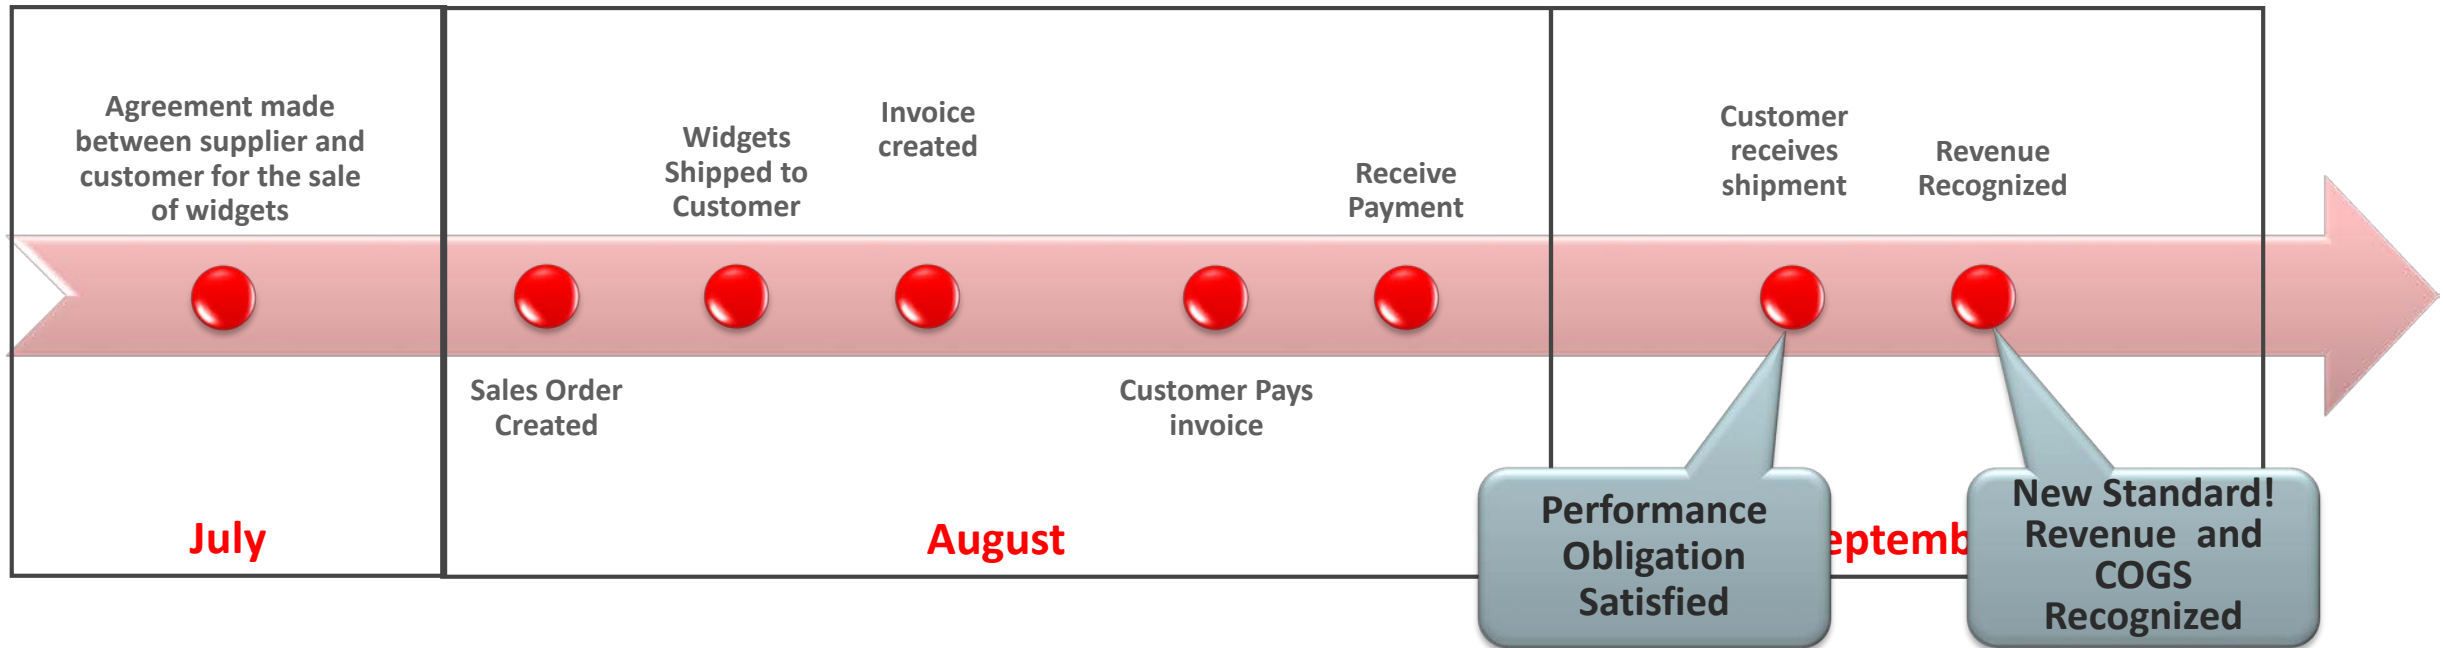 Agreement made
between supplier and
customer for the sale
of widgets
Sales Order
Created
Widgets
Shipped to
Customer
Invoice
created
Customer Pays
invoice
Receive
Payment
Customer
receives
shipment
Revenue
Recognized
Performance
Obligation
Satisfied
New Standard!
Revenue and
COGS
Recognized
July
August
eptemb